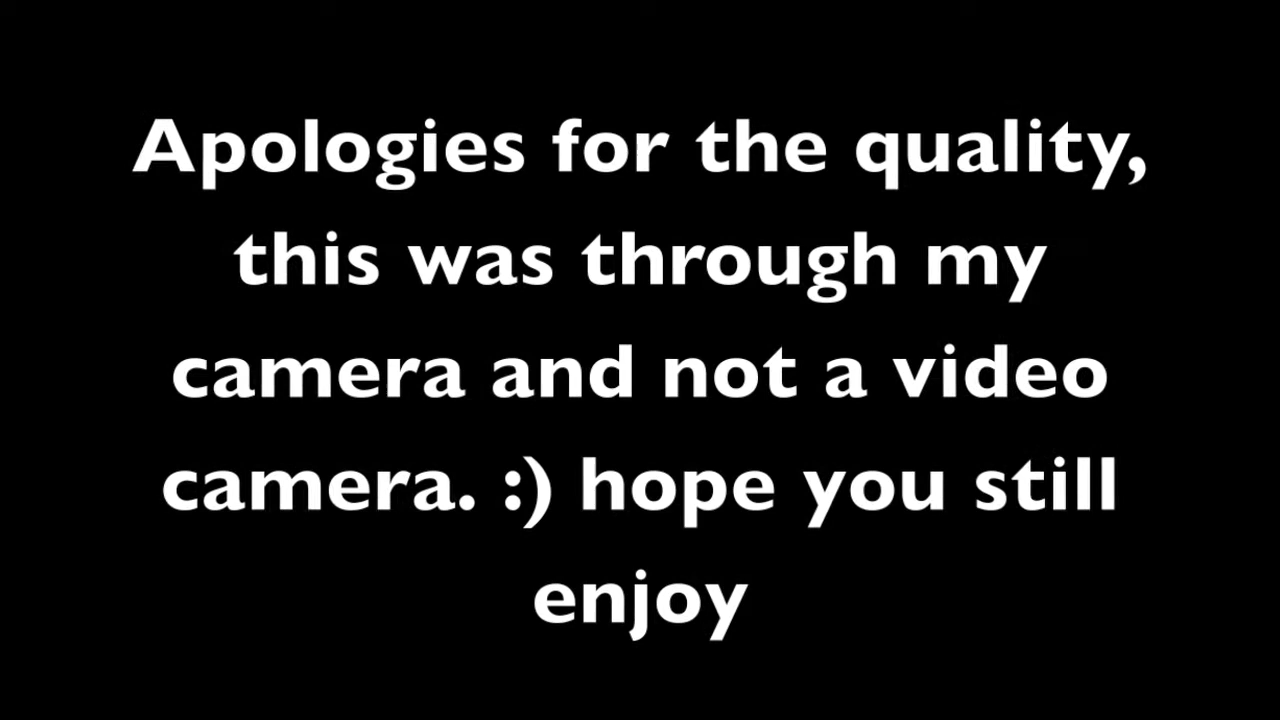 Apologies for the quality,
this was through my
camera and not a video
camera. :) hope you still
enjoy